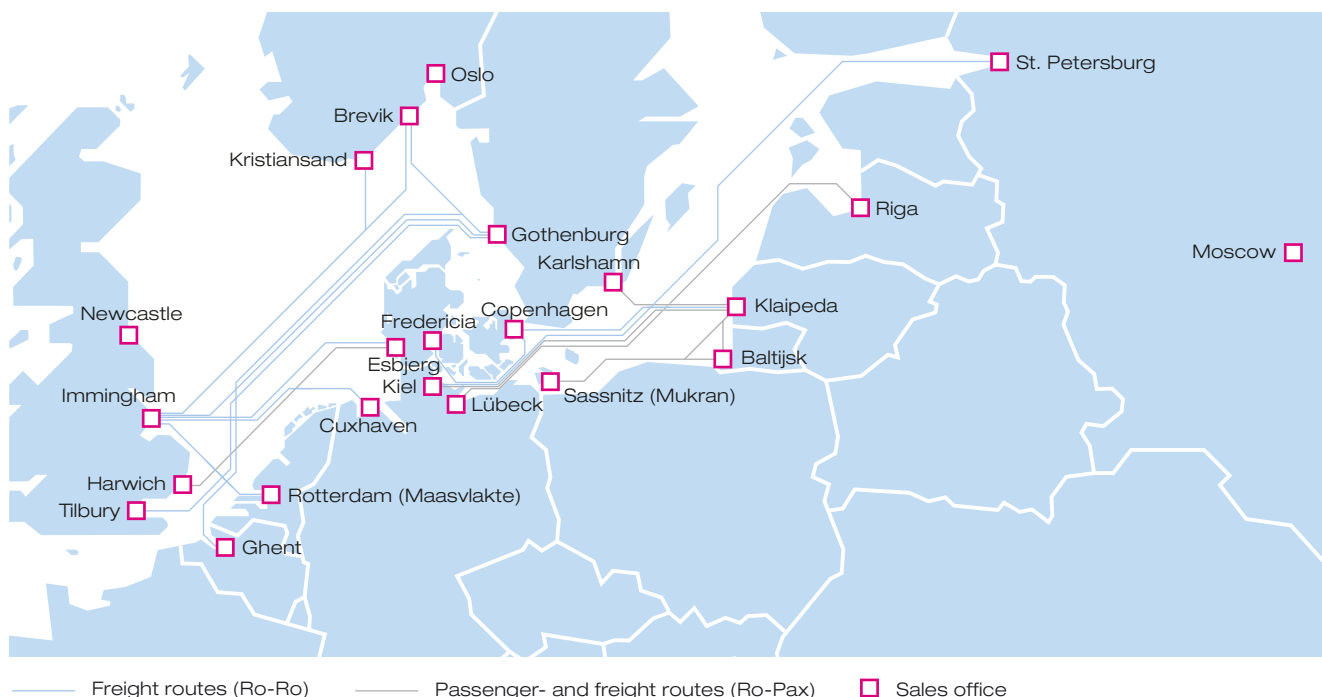 Oslo
St. Petersburg
Brevik
Kristiansand
Riga
Gothenburg
Moscow
Karlshamn
Klaipeda
Newcastle
Copenhagen
Fredericia
Baltijsk
Esbjerg
Kiel
Immingham
Sassnitz (Mukran)
Lübeck
Cuxhaven
Harwich
Rotterdam (Maasvlakte)
Tilbury
Ghent
Freight routes (Ro-Ro)
Passenger- and freight routes (Ro-Pax)
Sales office